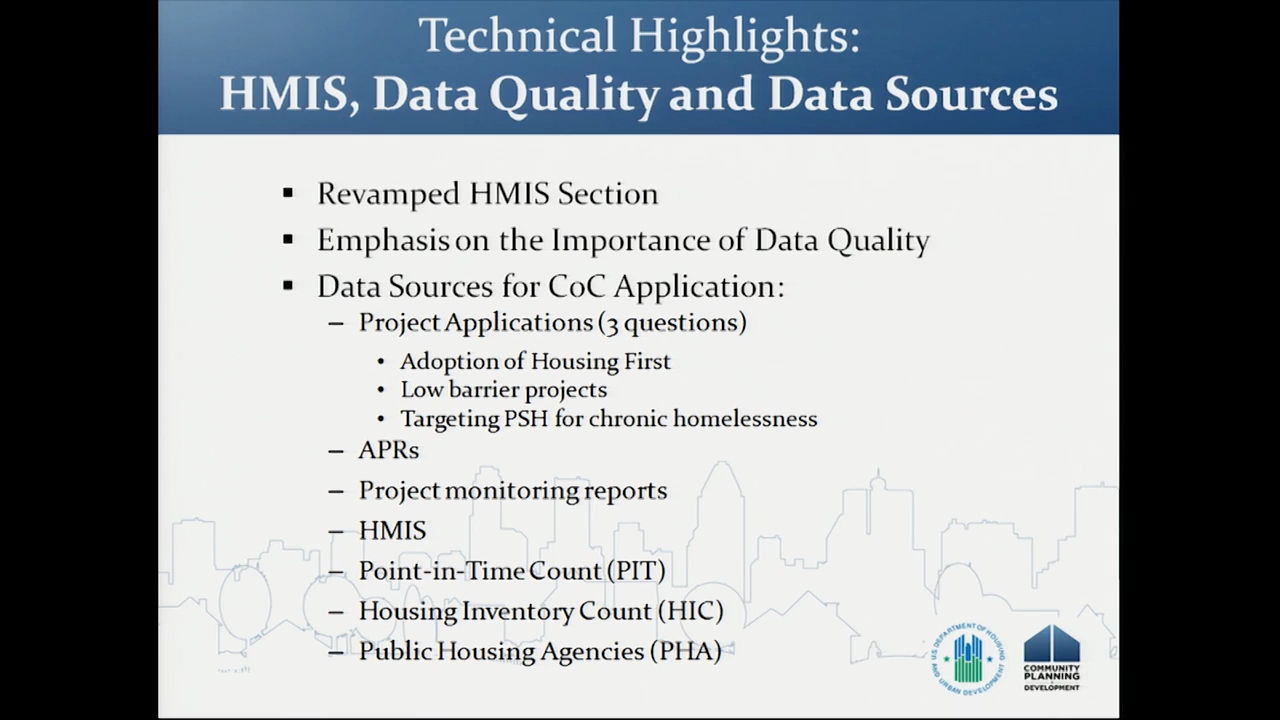 Technical Highlights:
HMIS, Data Quality and Data Sources
▪ Revamped HMIS Section
▪ Emphasis on the Importance of Data Quality
▪ Data Sources for CoC Application:
– Project Applications (3 questions)
• Adoption of Housing First
• Low barrier projects
• Targeting PSH for chronic homelessness
– APRs
– Project monitoring reports
– HMIS
– Point-in-Time Count (PIT)
– Housing Inventory Count (HIC)
– Public Housing Agencies (PHA)
U.S. DEPARTMENT OF HOUSING AND URBAN DEVELOPMENT
COMMUNITY
PLANNING
DEVELOPMENT